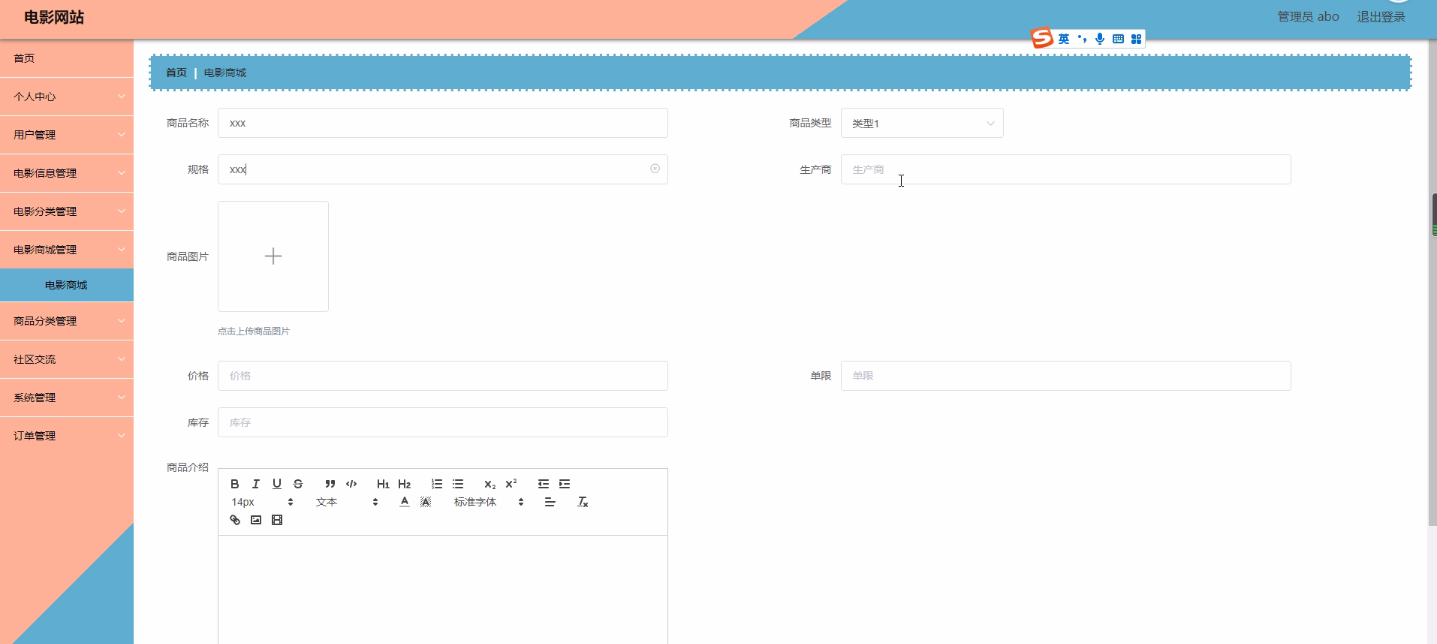 电影网站
管理员 abo 退出登录
英
首页
个人中心
用户管理
电影信息管理
电影分类管理
电影商城管理
电影商城
商品分类管理
社区交流
系统管理
订单管理
首页 | 电影商城
商品名称 xxx 商品类型 类型1
规格 xxx 生产商 生产商
商品图片
点击上传商品图片
价格 价格 单限 单限
库存 库存
商品介绍
B I U S H1 H2 X₂ X²
14px 文本 A A 标准字体 Tx